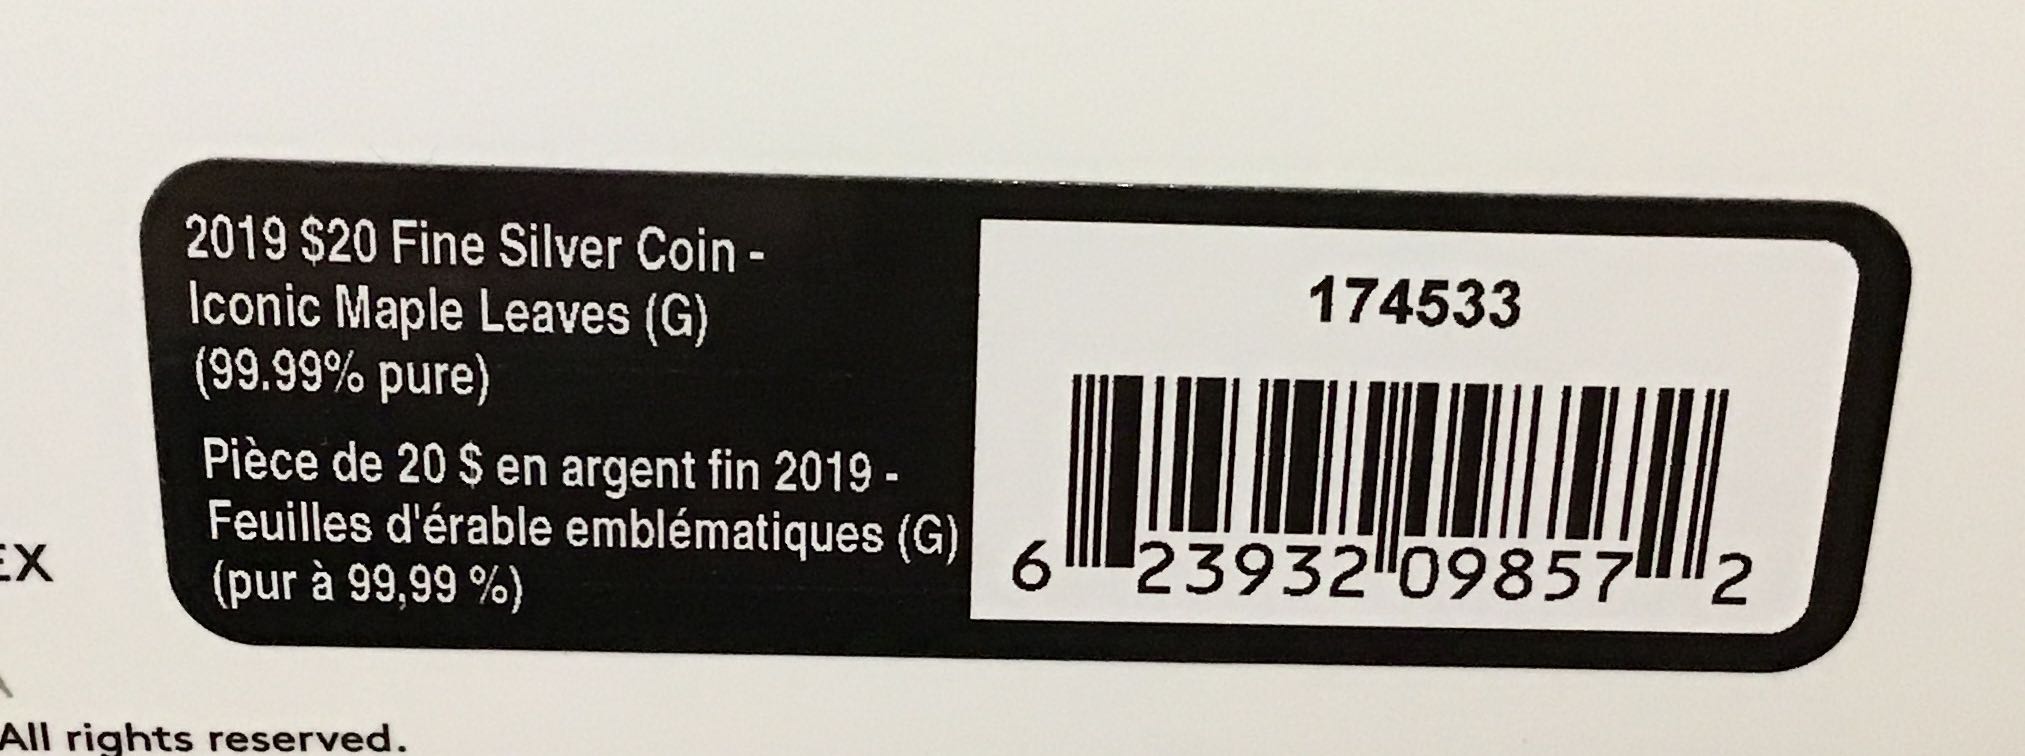 2019 $20 Fine Silver Coin -
Iconic Maple Leaves (G)
(99.99% pure)
Pièce de 20 $ en argent fin 2019 -
Feuilles d'érable emblématiques (G)
(pur à 99,99 %)
174533
6 23932 09857 2
EX
All rights reserved.